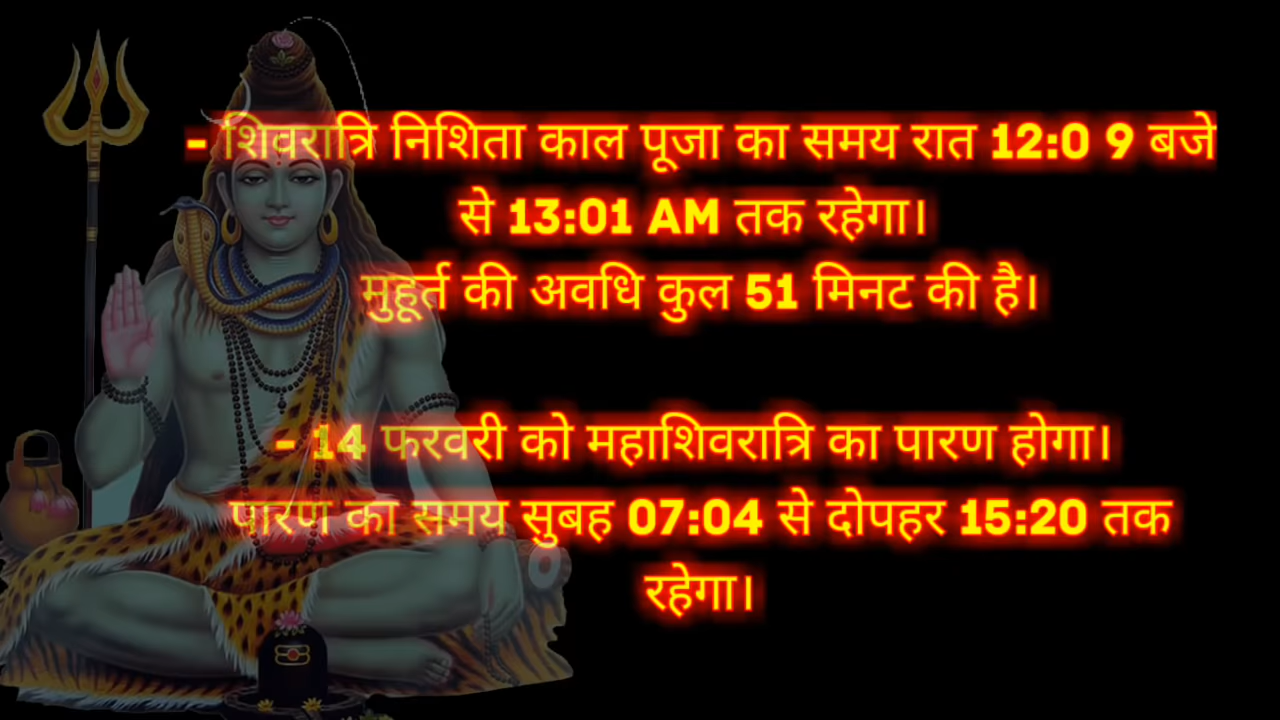 - शिवरात्रि निशिता काल पूजा का समय रात 12:0 9 बजे
से 13:01 AM तक रहेगा।
मुहूर्त की अवधि कुल 51 मिनट की है।
- 14 फरवरी को महाशिवरात्रि का पारण होगा।
पारण का समय सुबह 07:04 से दोपहर 15:20 तक
रहेगा।